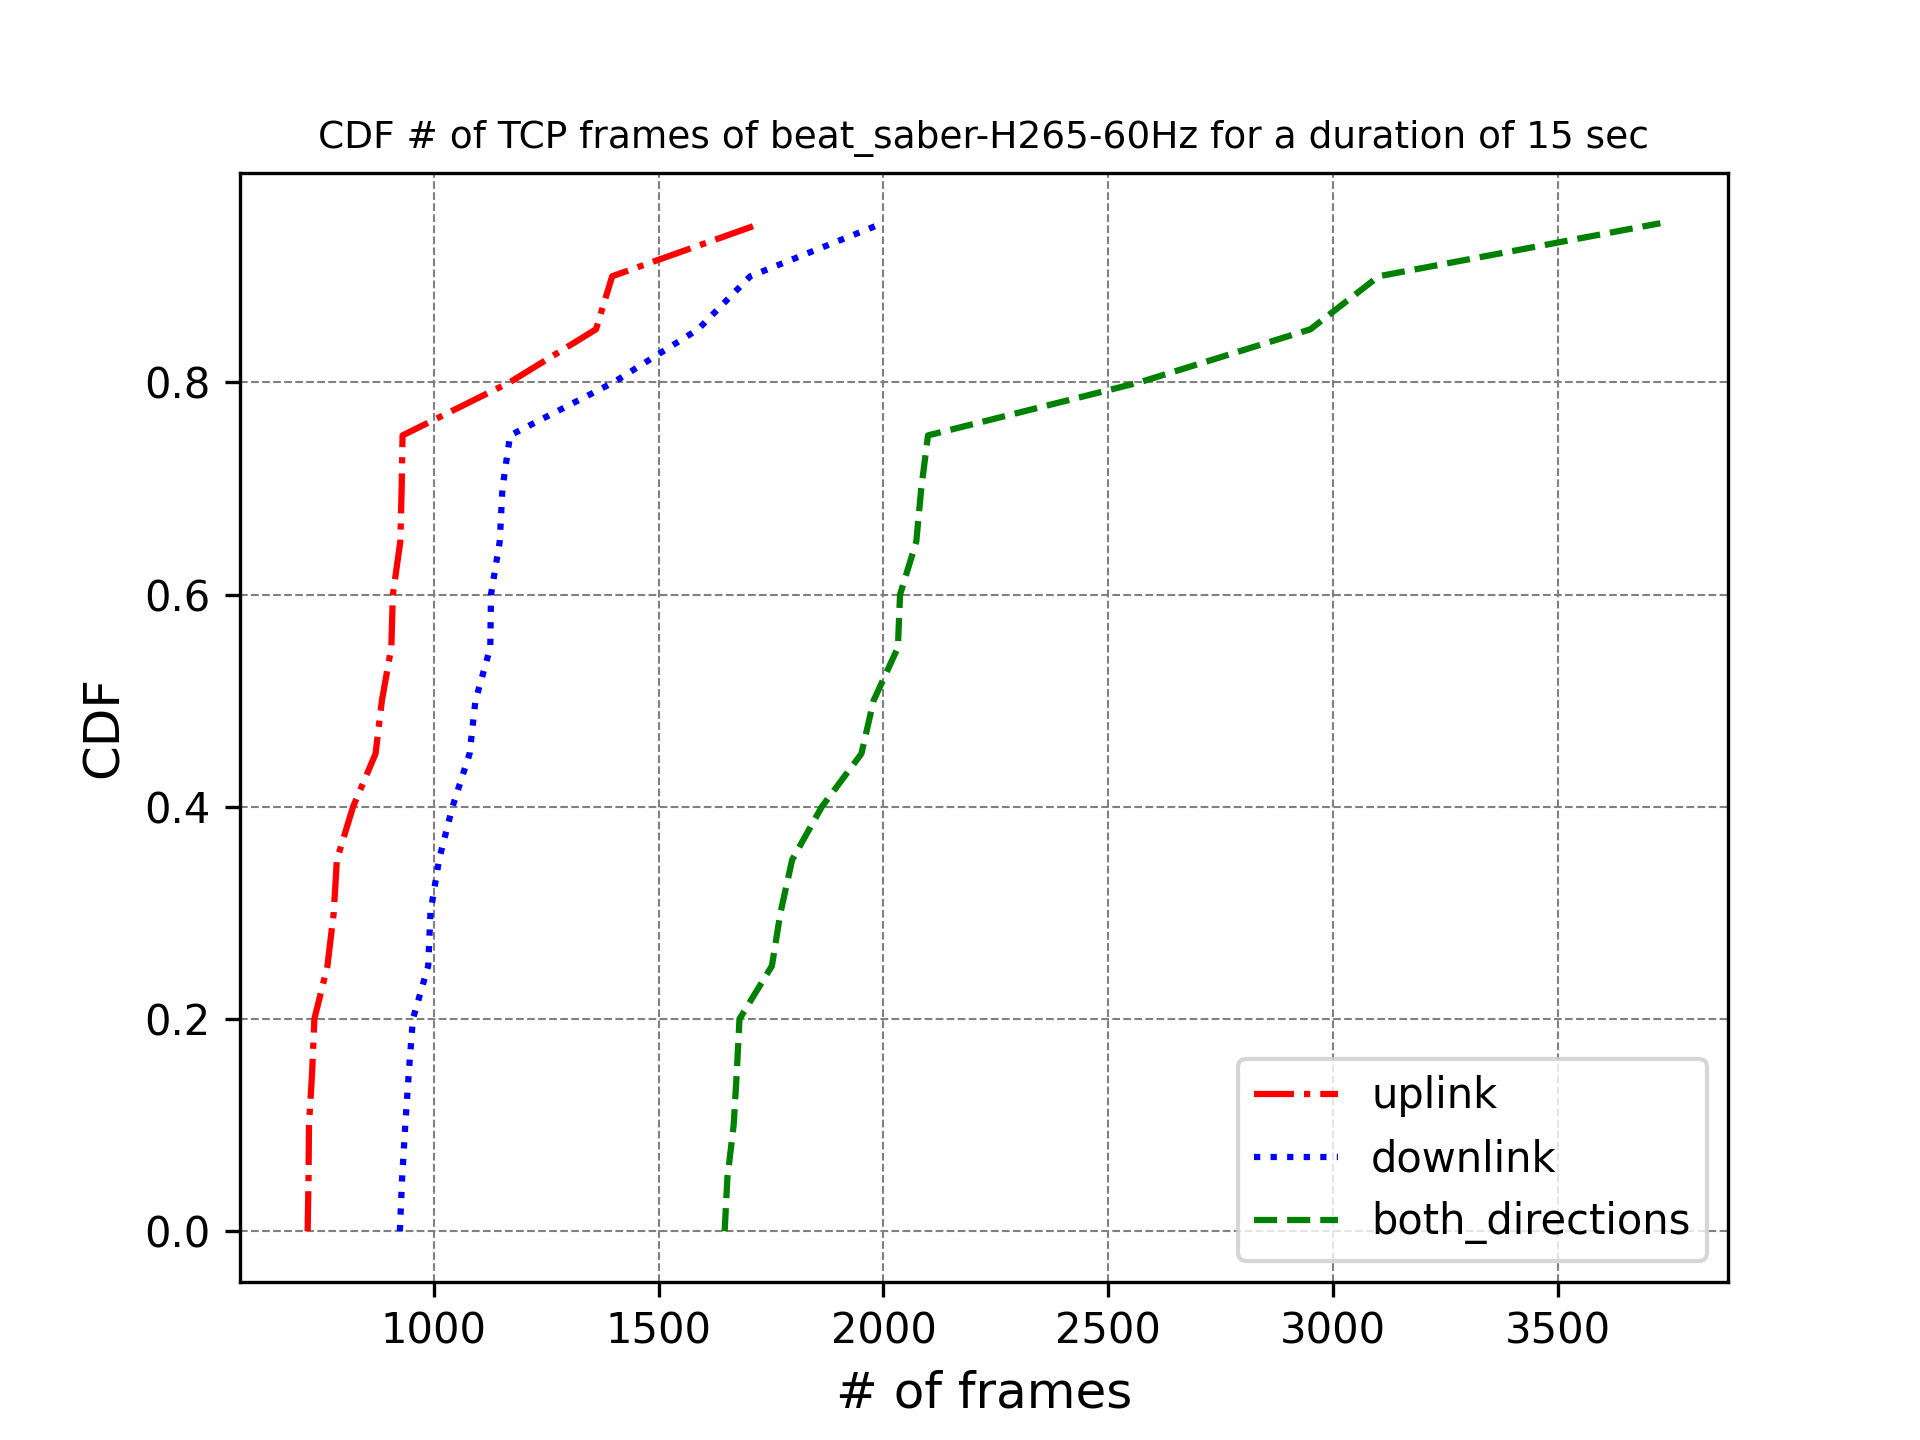 CDF # of TCP frames of beat_saber-H265-60Hz for a duration of 15 sec
CDF
0.8
0.6
0.4
0.2
0.0
uplink
downlink
both_directions
1000 1500 2000 2500 3000 3500
# of frames